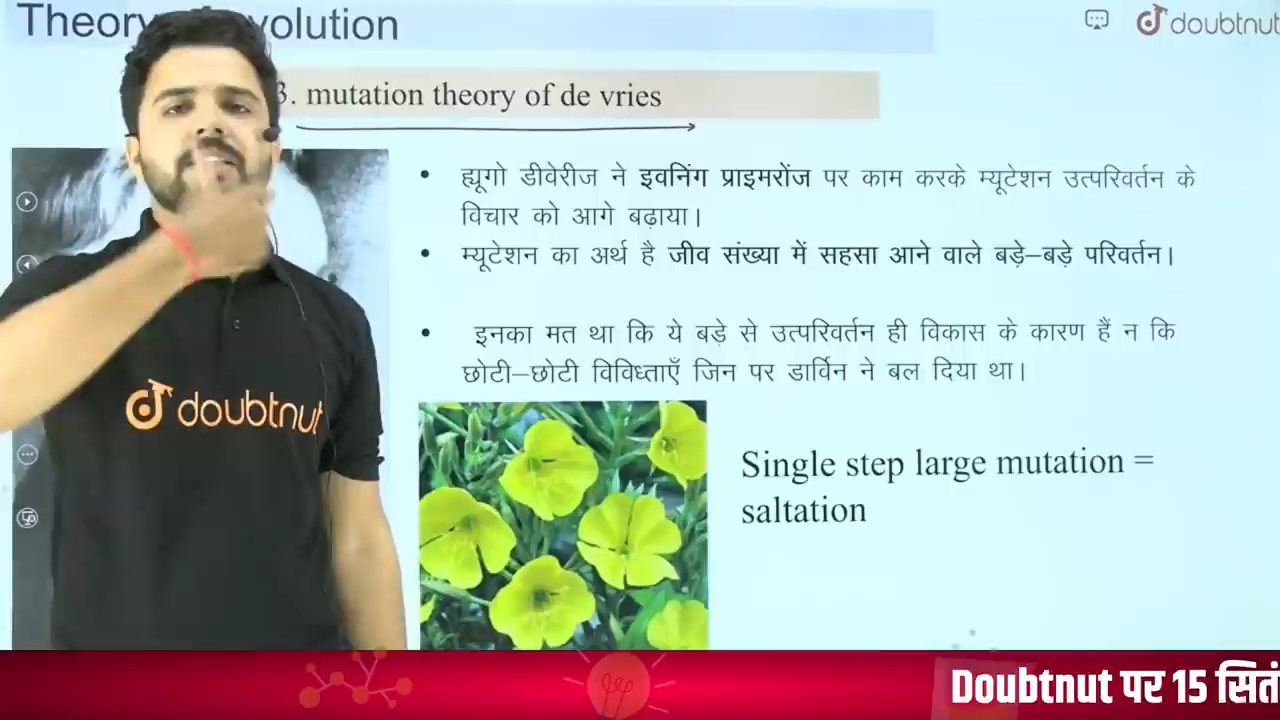 Theory evolution
doubtnut
3. mutation theory of de vries
• ह्यूगो डीवेरीज ने इवनिंग प्राइमरोंज पर काम करके म्यूटेशन उत्परिवर्तन के
विचार को आगे बढ़ाया।
• म्यूटेशन का अर्थ है जीव संख्या में सहसा आने वाले बड़े–बड़े परिवर्तन।
• इनका मत था कि ये बड़े से उत्परिवर्तन ही विकास के कारण हैं न कि
छोटी–छोटी विविध्ताएँ जिन पर डार्विन ने बल दिया था।
doubtnut
Single step large mutation =
saltation
Doubtnut पर 15 सितं